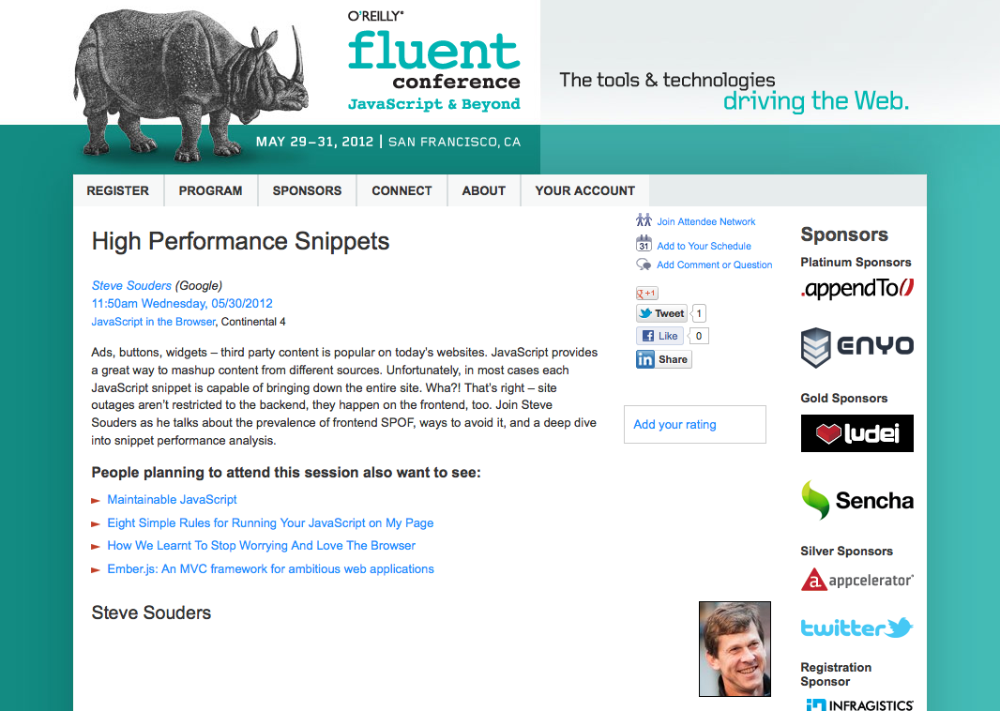 O'REILLY®
fluent
conference
JavaScript & Beyond
The tools & technologies
driving the Web.
MAY 29–31, 2012 | SAN FRANCISCO, CA
REGISTER PROGRAM SPONSORS CONNECT ABOUT YOUR ACCOUNT
High Performance Snippets
Steve Souders (Google)
11:50am Wednesday, 05/30/2012
JavaScript in the Browser, Continental 4
Ads, buttons, widgets – third party content is popular on today's websites. JavaScript provides
a great way to mashup content from different sources. Unfortunately, in most cases each
JavaScript snippet is capable of bringing down the entire site. Wha?! That's right – site
outages aren't restricted to the backend, they happen on the frontend, too. Join Steve
Souders as he talks about the prevalence of frontend SPOF, ways to avoid it, and a deep dive
into snippet performance analysis.
People planning to attend this session also want to see:
Maintainable JavaScript
Eight Simple Rules for Running Your JavaScript on My Page
How We Learnt To Stop Worrying And Love The Browser
Ember.js: An MVC framework for ambitious web applications
Steve Souders
Join Attendee Network
31 Add to Your Schedule
Add Comment or Question
g +1
Tweet 1
f Like 0
in Share
Add your rating
Sponsors
Platinum Sponsors
.appendTo()
ENYO
Gold Sponsors
ludei
Sencha
Silver Sponsors
a appcelerator®
twitter
Registration
Sponsor
INFRAGISTICS